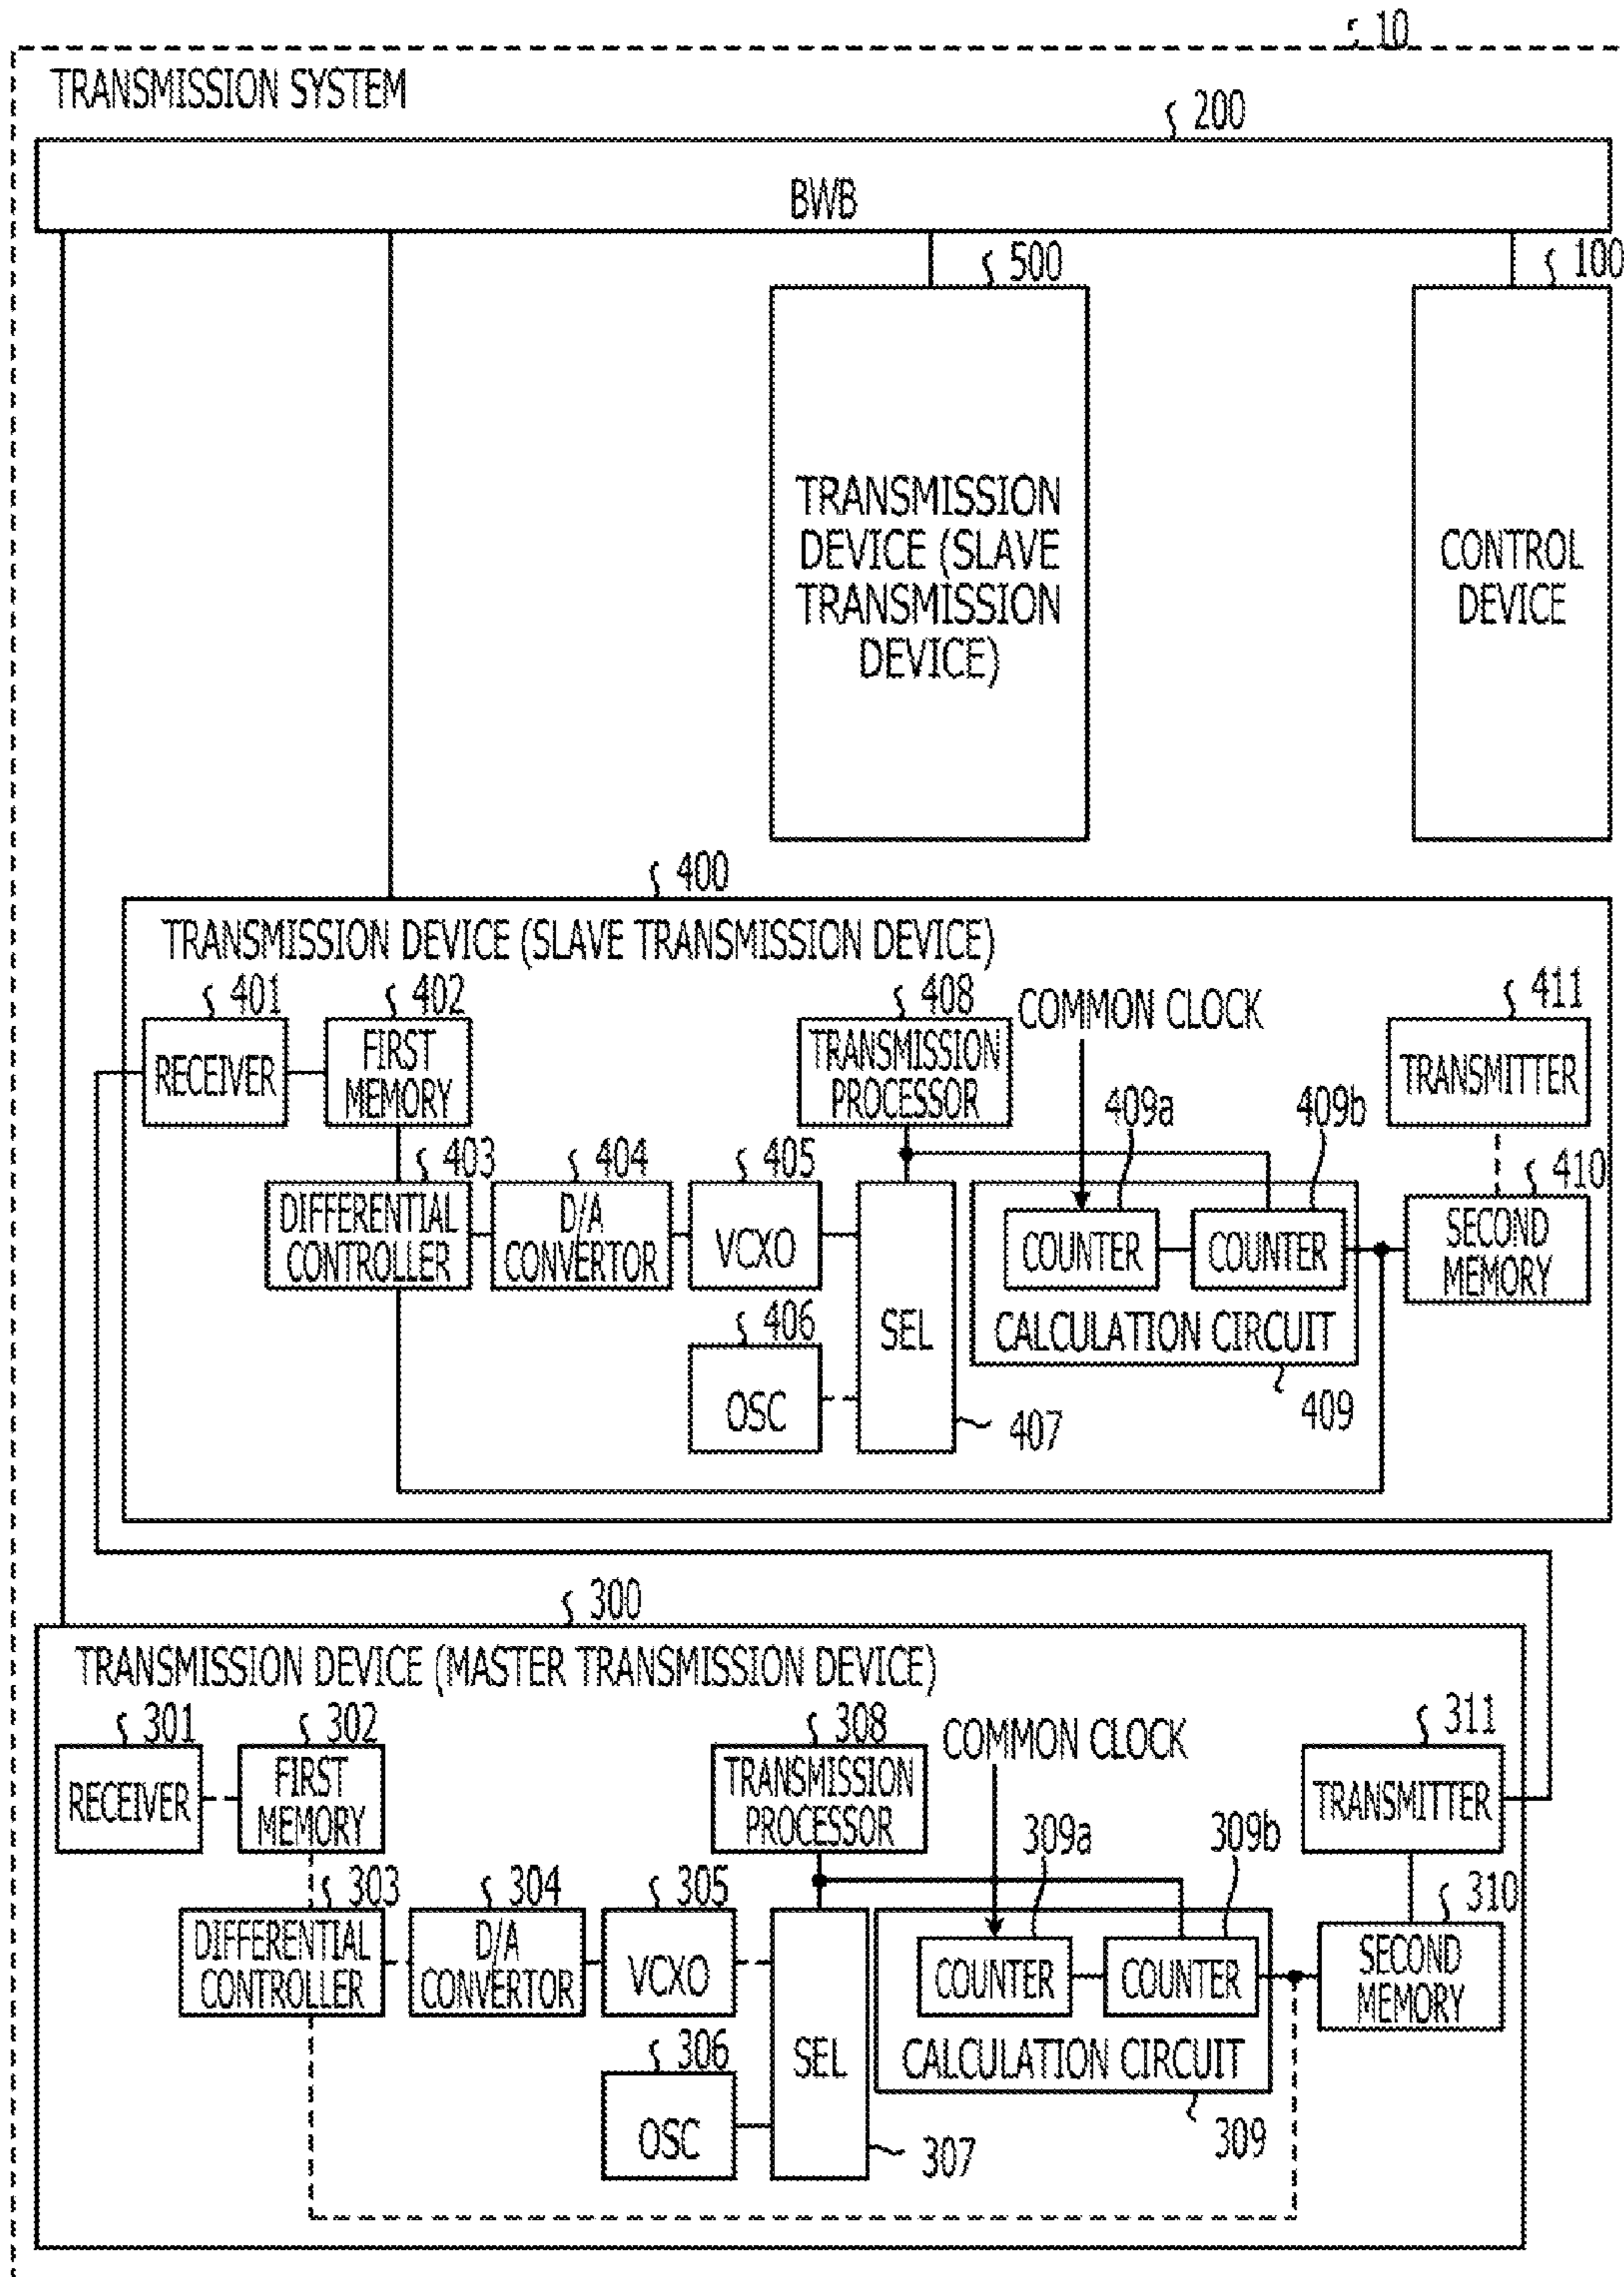 10
TRANSMISSION SYSTEM
200
BWB
500
100
TRANSMISSION
DEVICE (SLAVE
TRANSMISSION
DEVICE)
CONTROL
DEVICE
400
TRANSMISSION DEVICE (SLAVE TRANSMISSION DEVICE)
401
402
408
COMMON CLOCK
411
RECEIVER
FIRST
MEMORY
TRANSMISSION
PROCESSOR
TRANSMITTER
409a
409b
403
404
405
410
DIFFERENTIAL
CONTROLLER
D/A
CONVERTOR
VCXO
SEL
COUNTER
COUNTER
SECOND
MEMORY
406
CALCULATION CIRCUIT
OSC
407
409
300
TRANSMISSION DEVICE (MASTER TRANSMISSION DEVICE)
301
302
308
COMMON CLOCK
311
RECEIVER
FIRST
MEMORY
TRANSMISSION
PROCESSOR
TRANSMITTER
309a
309b
303
304
305
310
DIFFERENTIAL
CONTROLLER
D/A
CONVERTOR
VCXO
SEL
COUNTER
COUNTER
SECOND
MEMORY
306
CALCULATION CIRCUIT
OSC
307
309